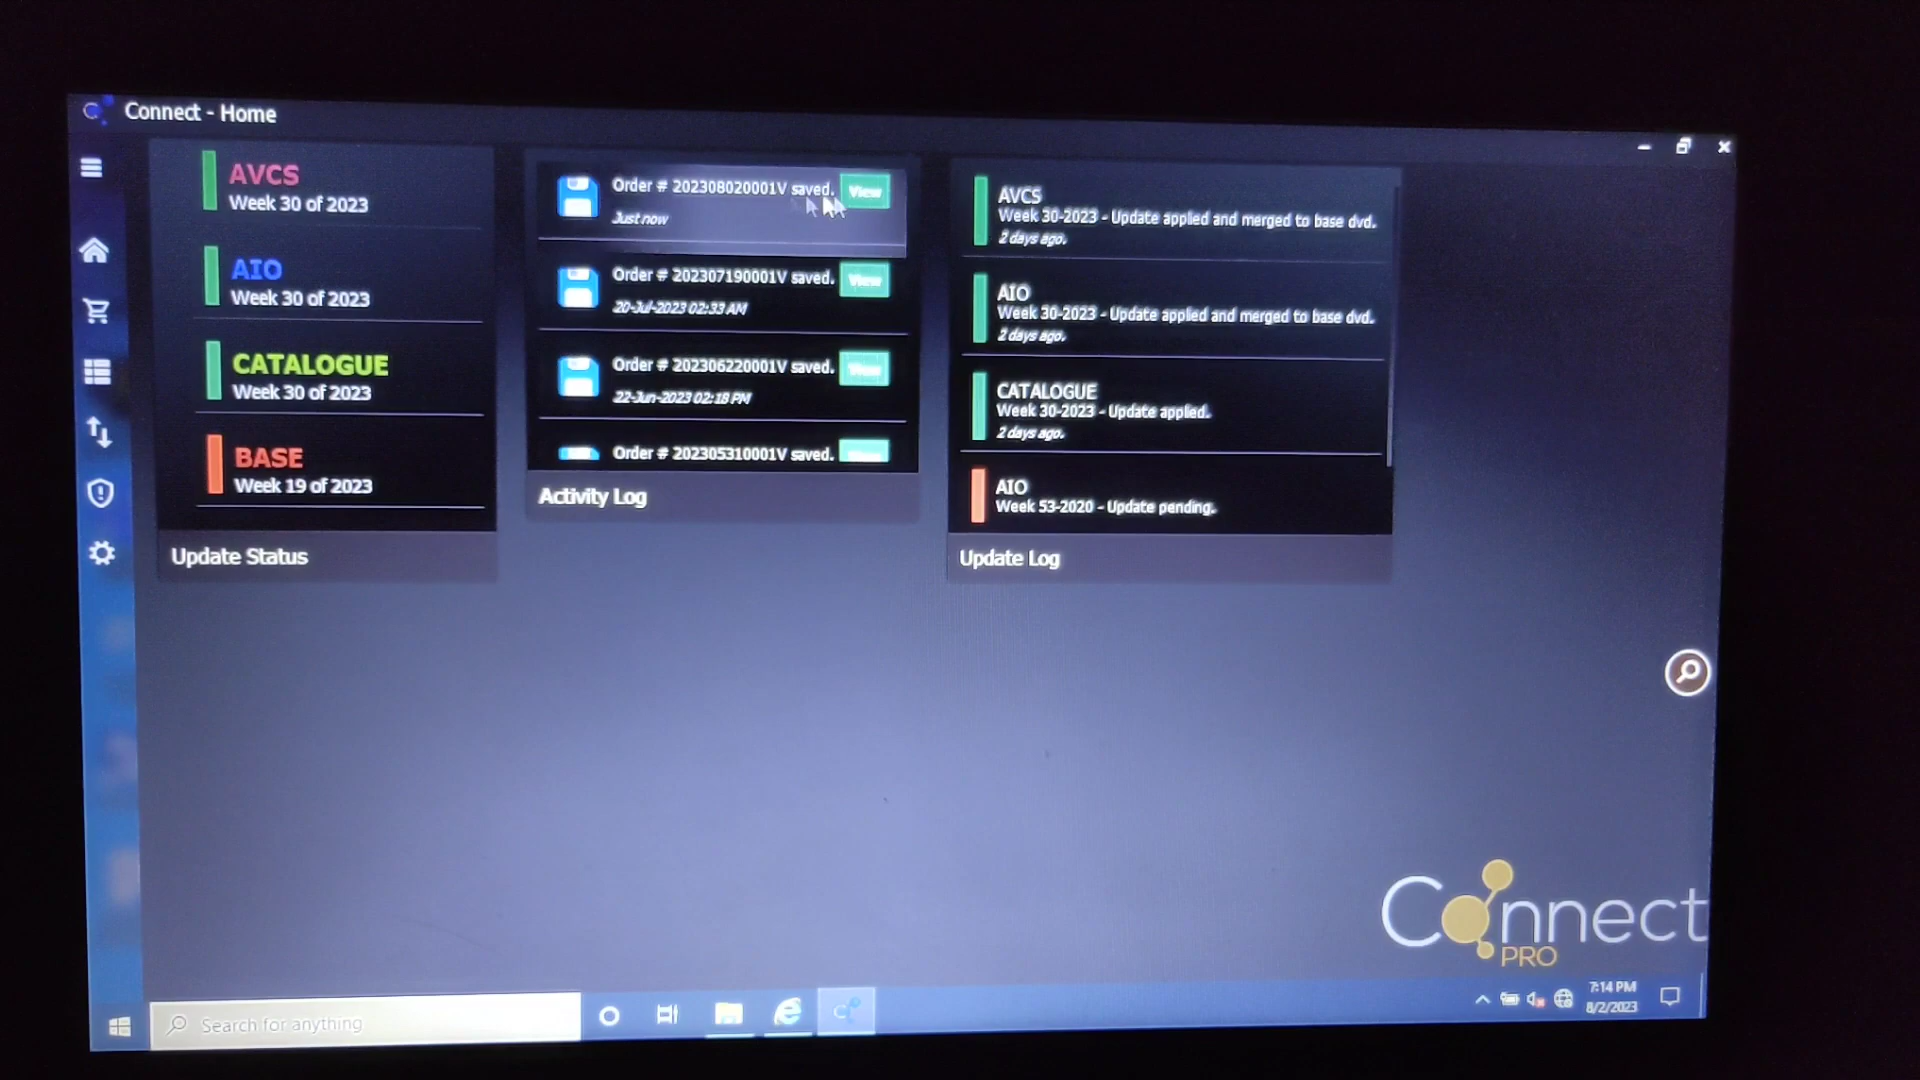 Connect - Home
AVCS
Week 30 of 2023
AIO
Week 30 of 2023
CATALOGUE
Week 30 of 2023
BASE
Week 19 of 2023
Update Status
Order # 202308020001V saved.
View
Just now
Order # 202307190001V saved.
View
20-Jul-2023 02:33 AM
Order # 202306220001V saved.
View
22-Jun-2023 02:18 PM
Order # 202305310001V saved.
Activity Log
AVCS
Week 30-2023 - Update applied and merged to base dvd.
2 days ago.
AIO
Week 30-2023 - Update applied and merged to base dvd.
2 days ago.
CATALOGUE
Week 30-2023 - Update applied.
2 days ago.
AIO
Week 53-2020 - Update pending.
Update Log
Connect
PRO
Search for anything
7:14 PM
8/2/2023